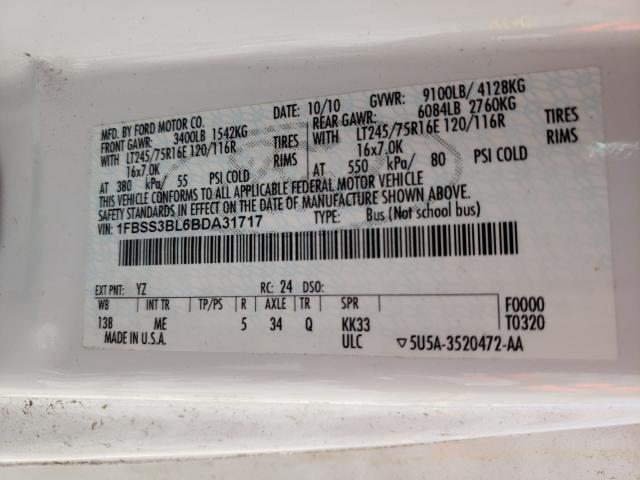 MFD. BY FORD MOTOR CO.
DATE: 10/10 GVWR: 9100LB/ 4128KG
FRONT GAWR: 3400LB 1542KG
REAR GAWR: 6084LB 2760KG
WITH LT245/75R16E 120/116R TIRES
WITH LT245/75R16E 120/116R TIRES
16x7.0K RIMS
16x7.0K RIMS
AT 380 kPa/ 55 PSI COLD
AT 550 kPa/ 80 PSI COLD
THIS VEHICLE CONFORMS TO ALL APPLICABLE FEDERAL MOTOR VEHICLE
SAFETY STANDARDS IN EFFECT ON THE DATE OF MANUFACTURE SHOWN ABOVE.
VIN: 1FBSS3BL6BDA31717 TYPE: Bus (Not school bus)
EXT PNT: YZ RC: 24 DSO:
WB INT TR TP/PS R AXLE TR SPR F0000
138 ME 5 34 Q KK33 T0320
MADE IN U.S.A. ULC ▽5U5A-3520472-AA